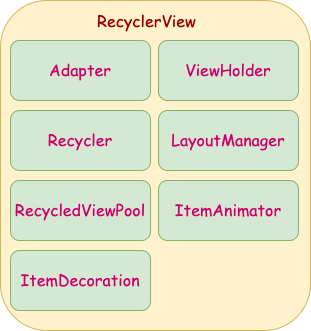 RecyclerView
Adapter
ViewHolder
Recycler
LayoutManager
RecycledViewPool
ItemAnimator
ItemDecoration